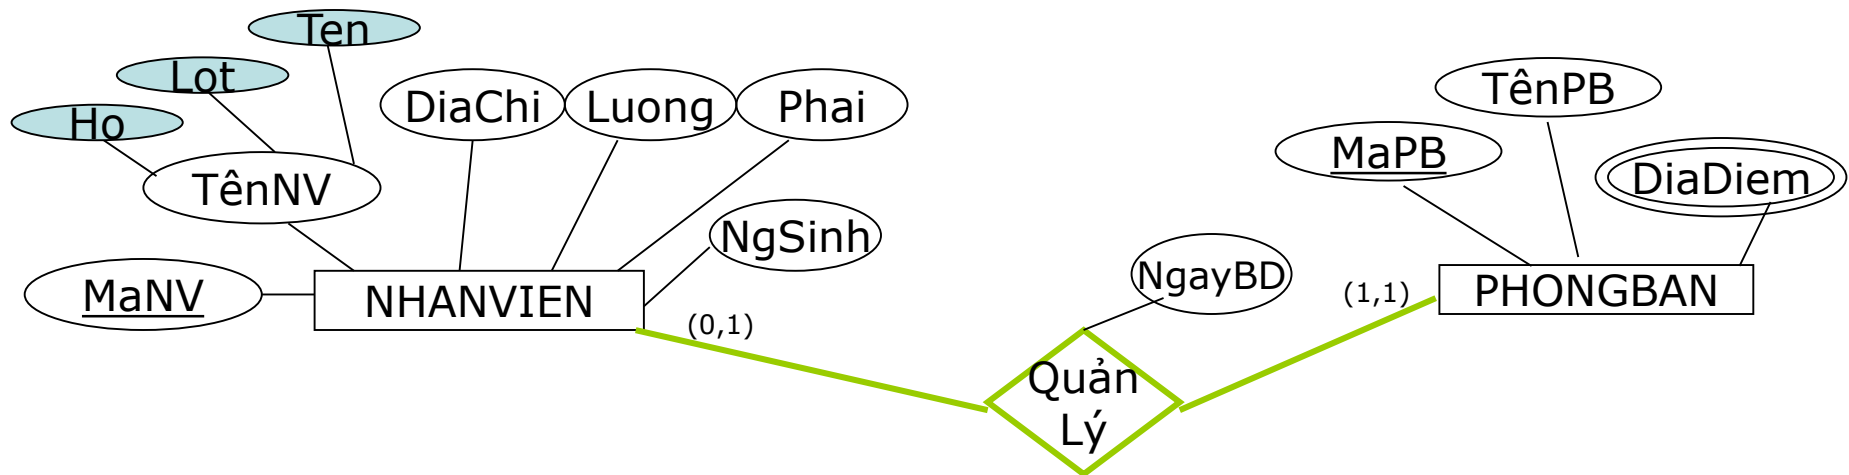 Ten
Lot
Ho
DiaChi
Luong
Phai
TênNV
NgSinh
MaNV
NHANVIEN
(0,1)
TênPB
MaPB
DiaDiem
NgayBD
(1,1)
PHONGBAN
Quản
Lý